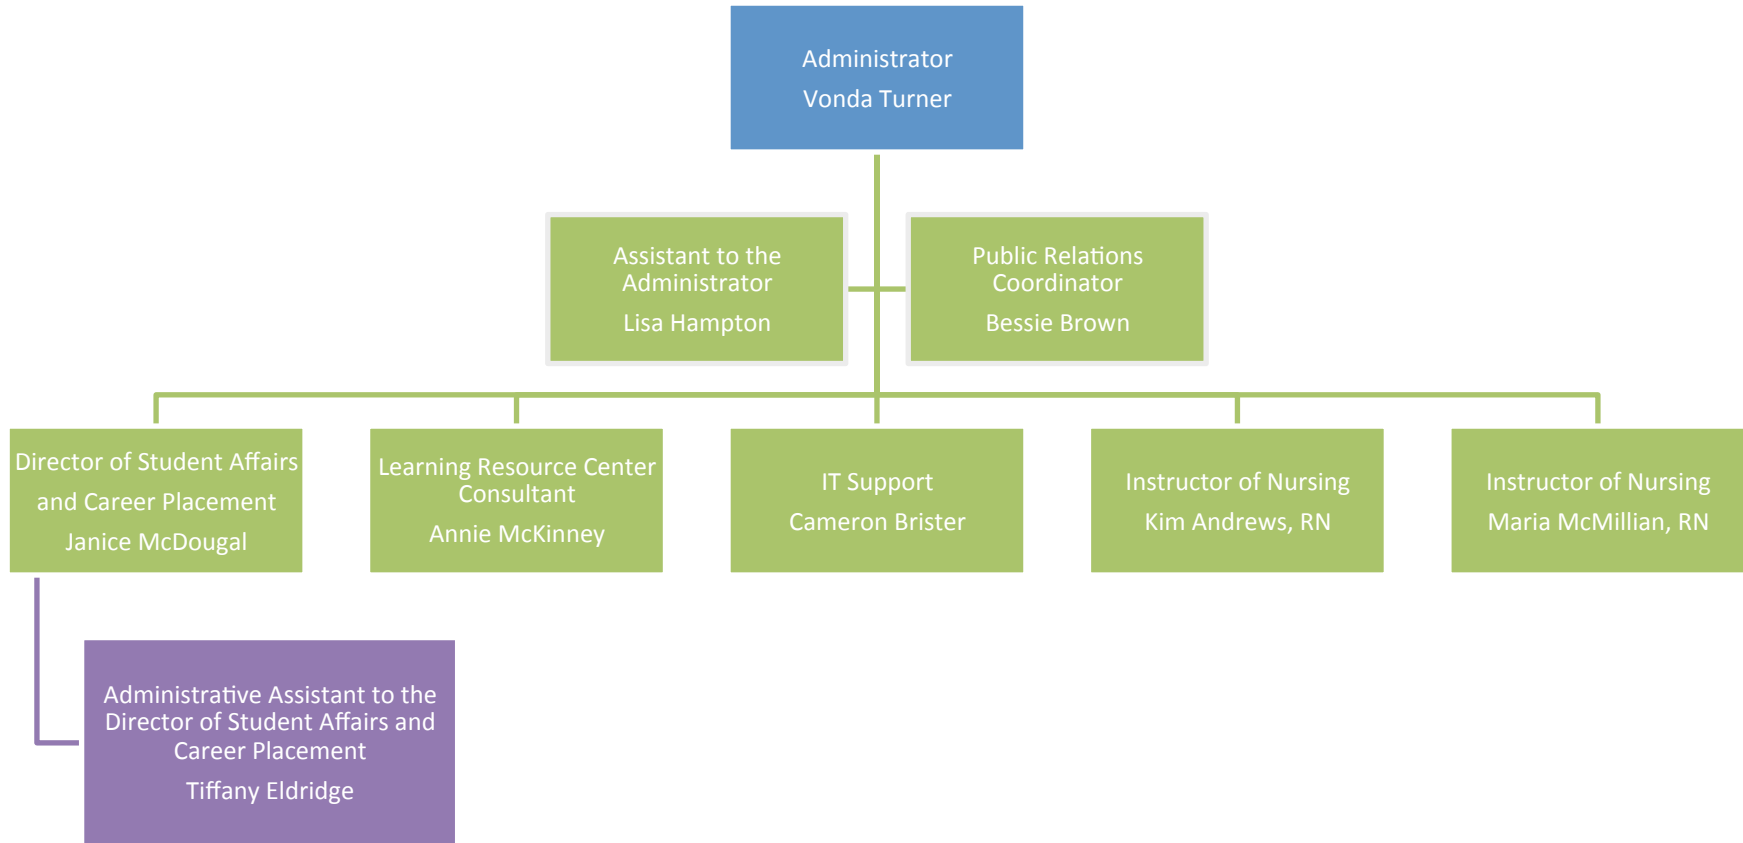 Administrator
Vonda Turner
Assistant to the
Administrator
Lisa Hampton
Public Relations
Coordinator
Bessie Brown
Director of Student Affairs
and Career Placement
Janice McDougal
Learning Resource Center
Consultant
Annie McKinney
IT Support
Cameron Brister
Instructor of Nursing
Kim Andrews, RN
Instructor of Nursing
Maria McMillian, RN
Administrative Assistant to the
Director of Student Affairs and
Career Placement
Tiffany Eldridge